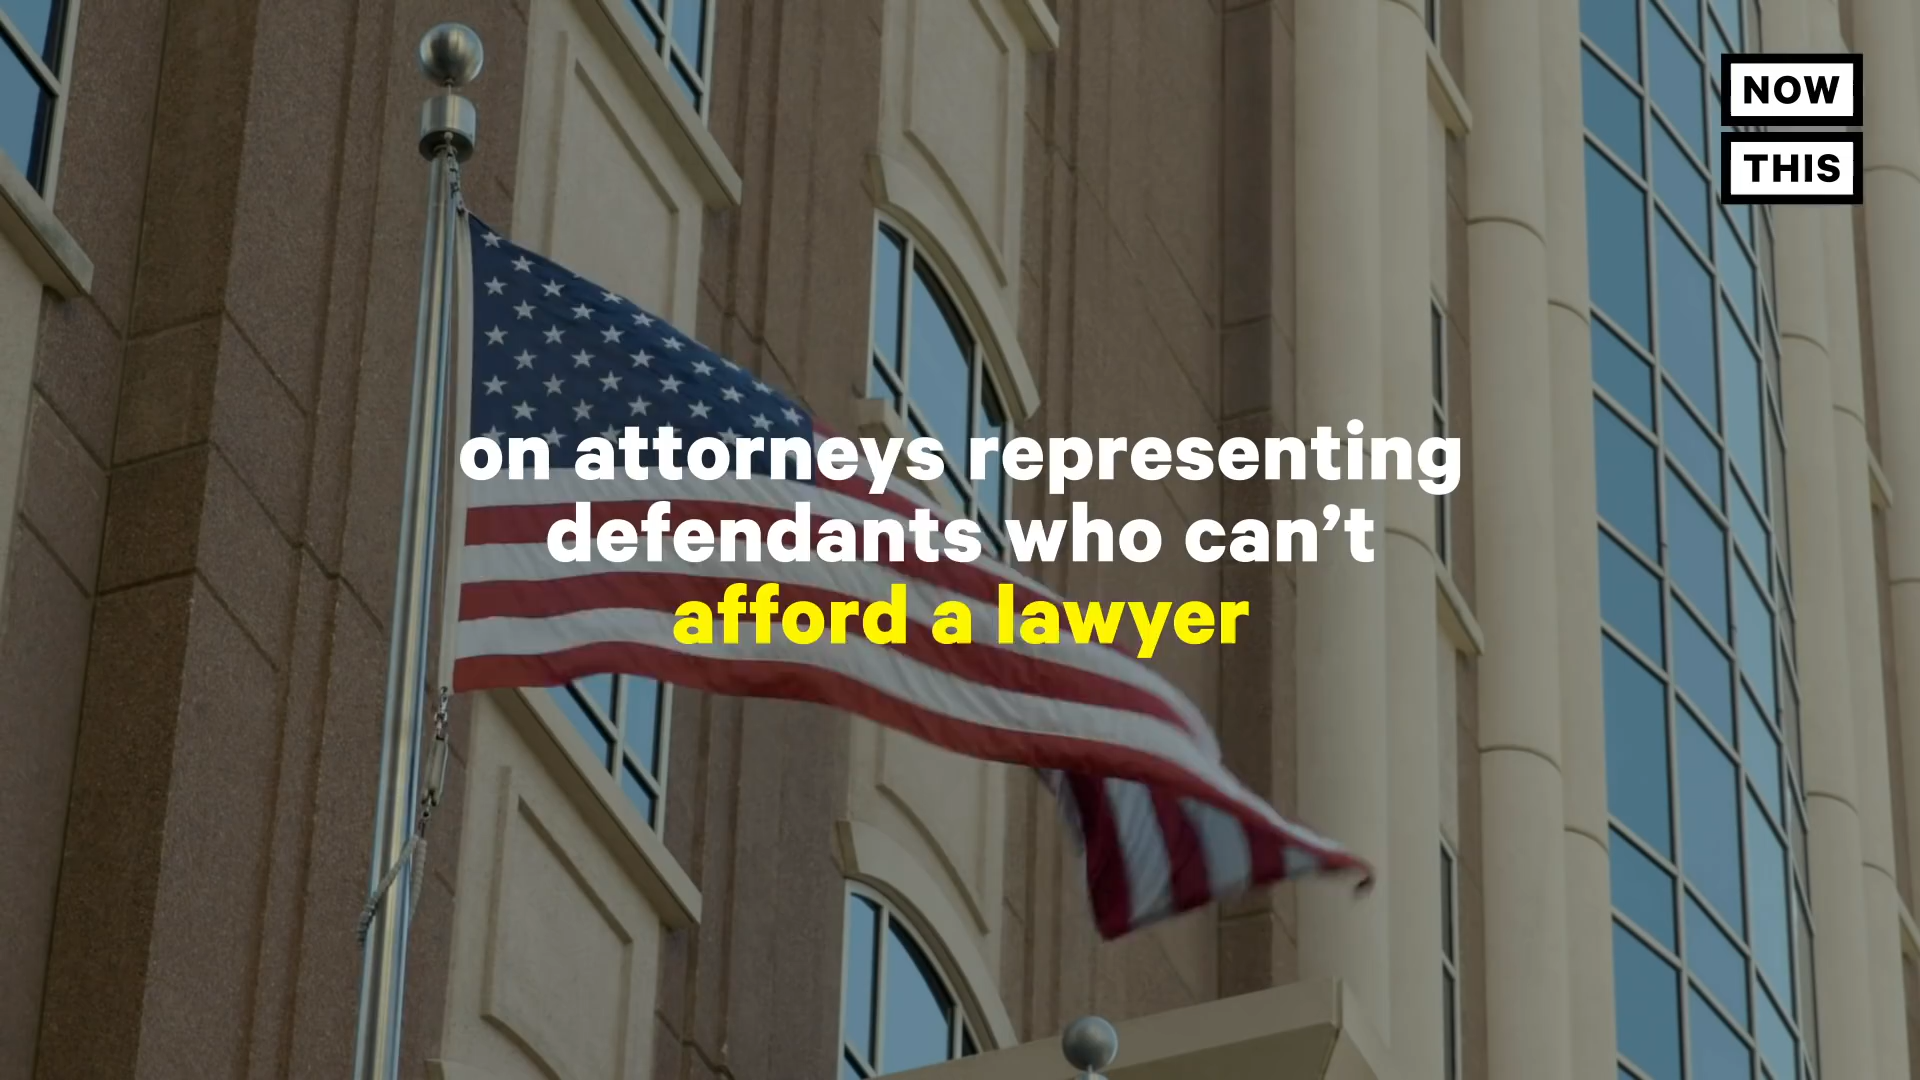 NOW
THIS
on attorneys representing
defendants who can’t
afford a lawyer